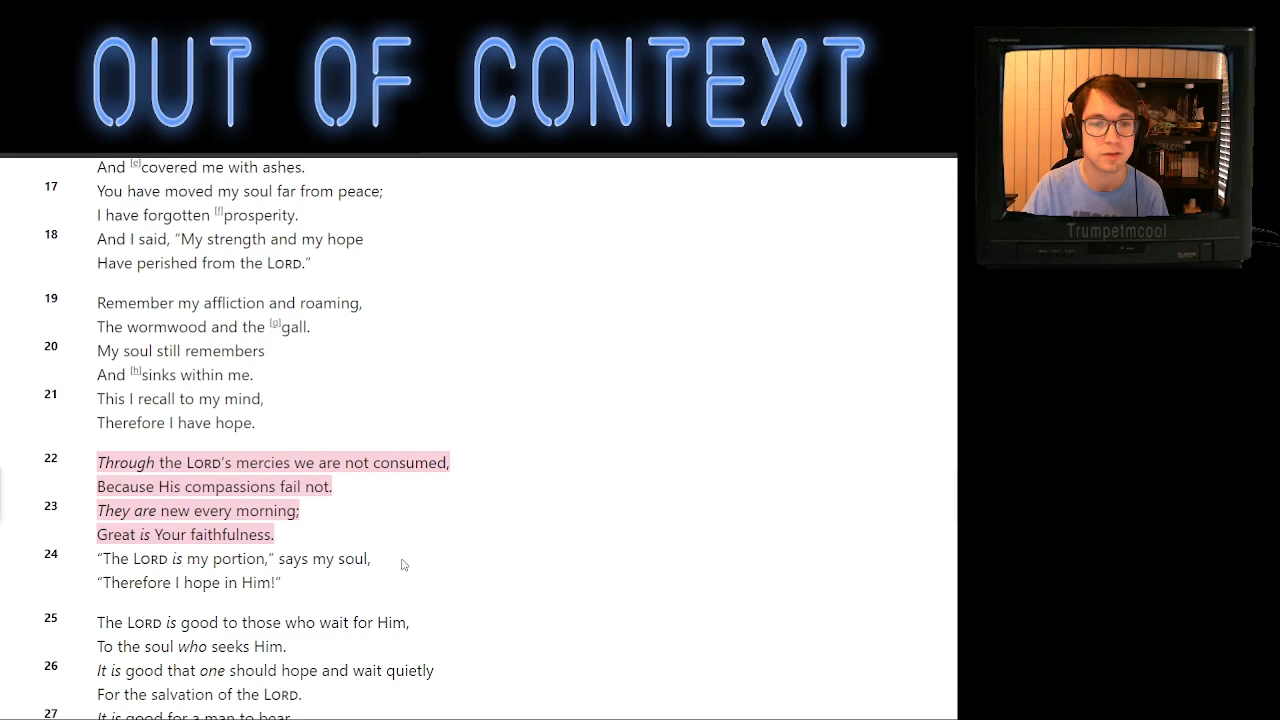 OUT OF CONTEXT
And [e]covered me with ashes.
17 You have moved my soul far from peace;
I have forgotten [f]prosperity.
18 And I said, “My strength and my hope
Have perished from the LORD.”
19 Remember my affliction and roaming,
The wormwood and the [g]gall.
20 My soul still remembers
And [h]sinks within me.
21 This I recall to my mind,
Therefore I have hope.
22 Through the LORD’s mercies we are not consumed,
Because His compassions fail not.
23 They are new every morning;
Great is Your faithfulness.
24 “The LORD is my portion,” says my soul,
“Therefore I hope in Him!”
25 The LORD is good to those who wait for Him,
To the soul who seeks Him.
26 It is good that one should hope and wait quietly
For the salvation of the LORD.
27 It is good for a man to bear
Trumpetmcool